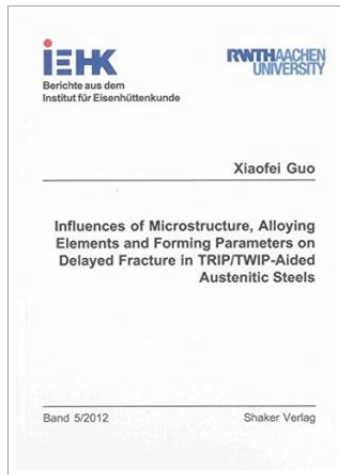 iEHK
RWTHAACHEN
UNIVERSITY
Berichte aus dem
Institut für Eisenhüttenkunde
Xiaofei Guo
Influences of Microstructure, Alloying
Elements and Forming Parameters on
Delayed Fracture in TRIP/TWIP-Aided
Austenitic Steels
Band 5/2012
Shaker Verlag